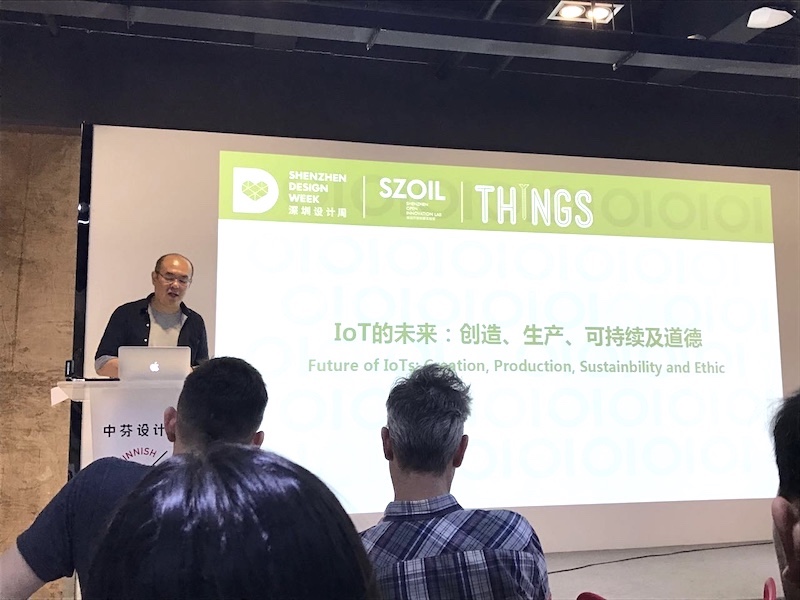 SHENZHEN
DESIGN
WEEK
深圳设计周
SZOIL
SHENZHEN
OPEN
INNOVATION LAB
THINGS
IoT的未来：创造、生产、可持续及道德
Future of IoTs: Creation, Production, Sustainbility and Ethic
中芬设计
INNISH